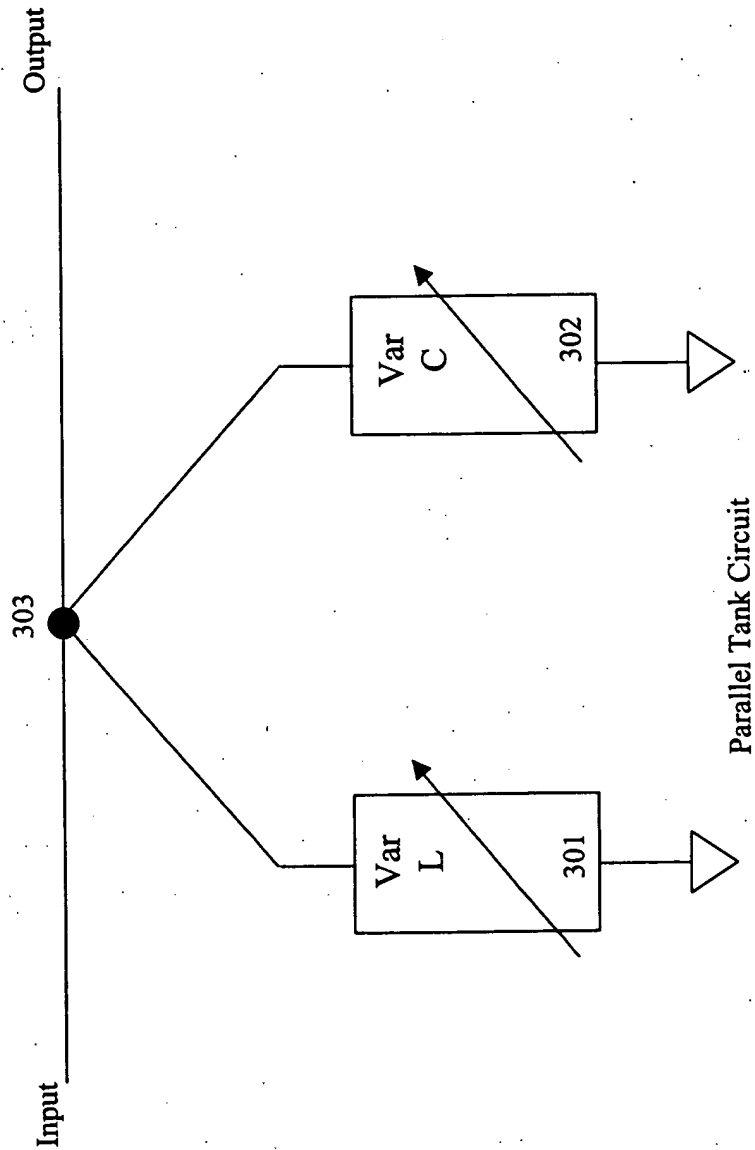 303
Input
Output
Var
L
301
Var
C
302
Parallel Tank Circuit